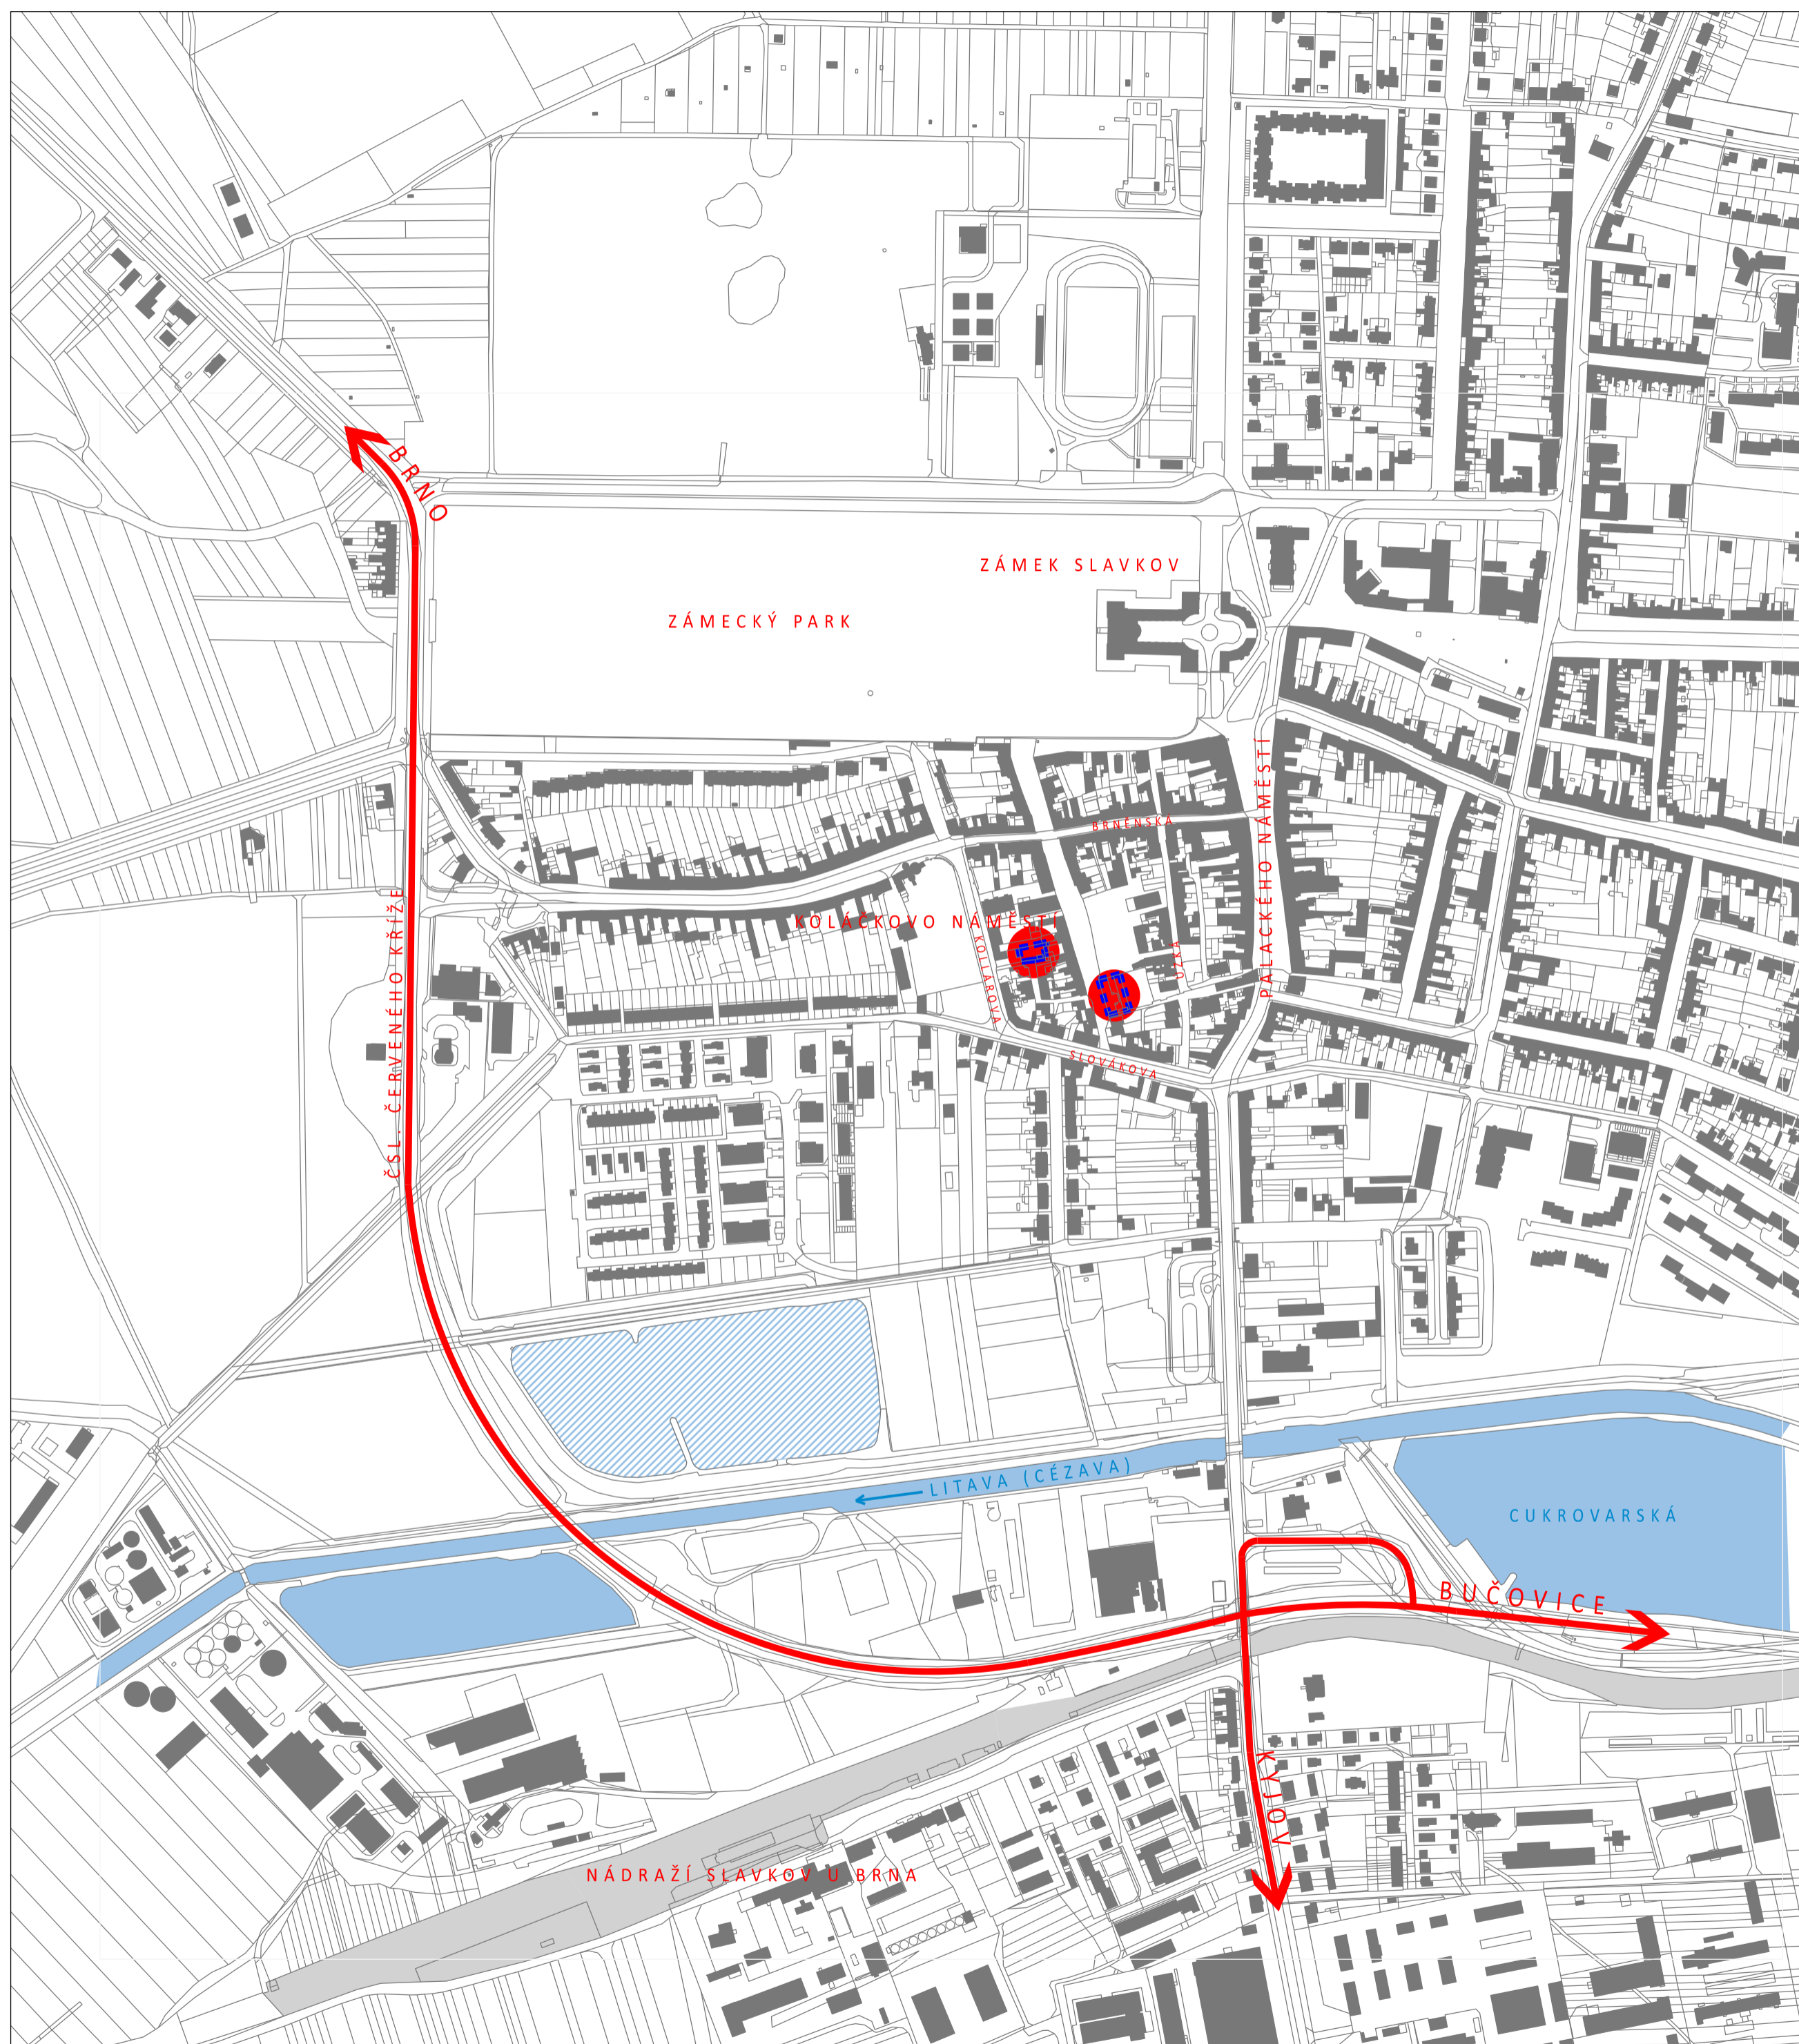 BRNO
ZÁMEK SLAVKOV
ZÁMECKÝ PARK
PALACKÉHO NÁMĚSTÍ
BRNĚNSKÁ
ČSL. ČERVENÉHO KŘÍŽE
KOLÁČKOVO NÁMĚSTÍ
KOLLÁROVA
ÚZKÁ
SLOVÁKOVA
LITAVA (CÉZAVA)
CUKROVARSKÁ
BUČOVICE
KYJOV
NÁDRAŽÍ SLAVKOV U BRNA